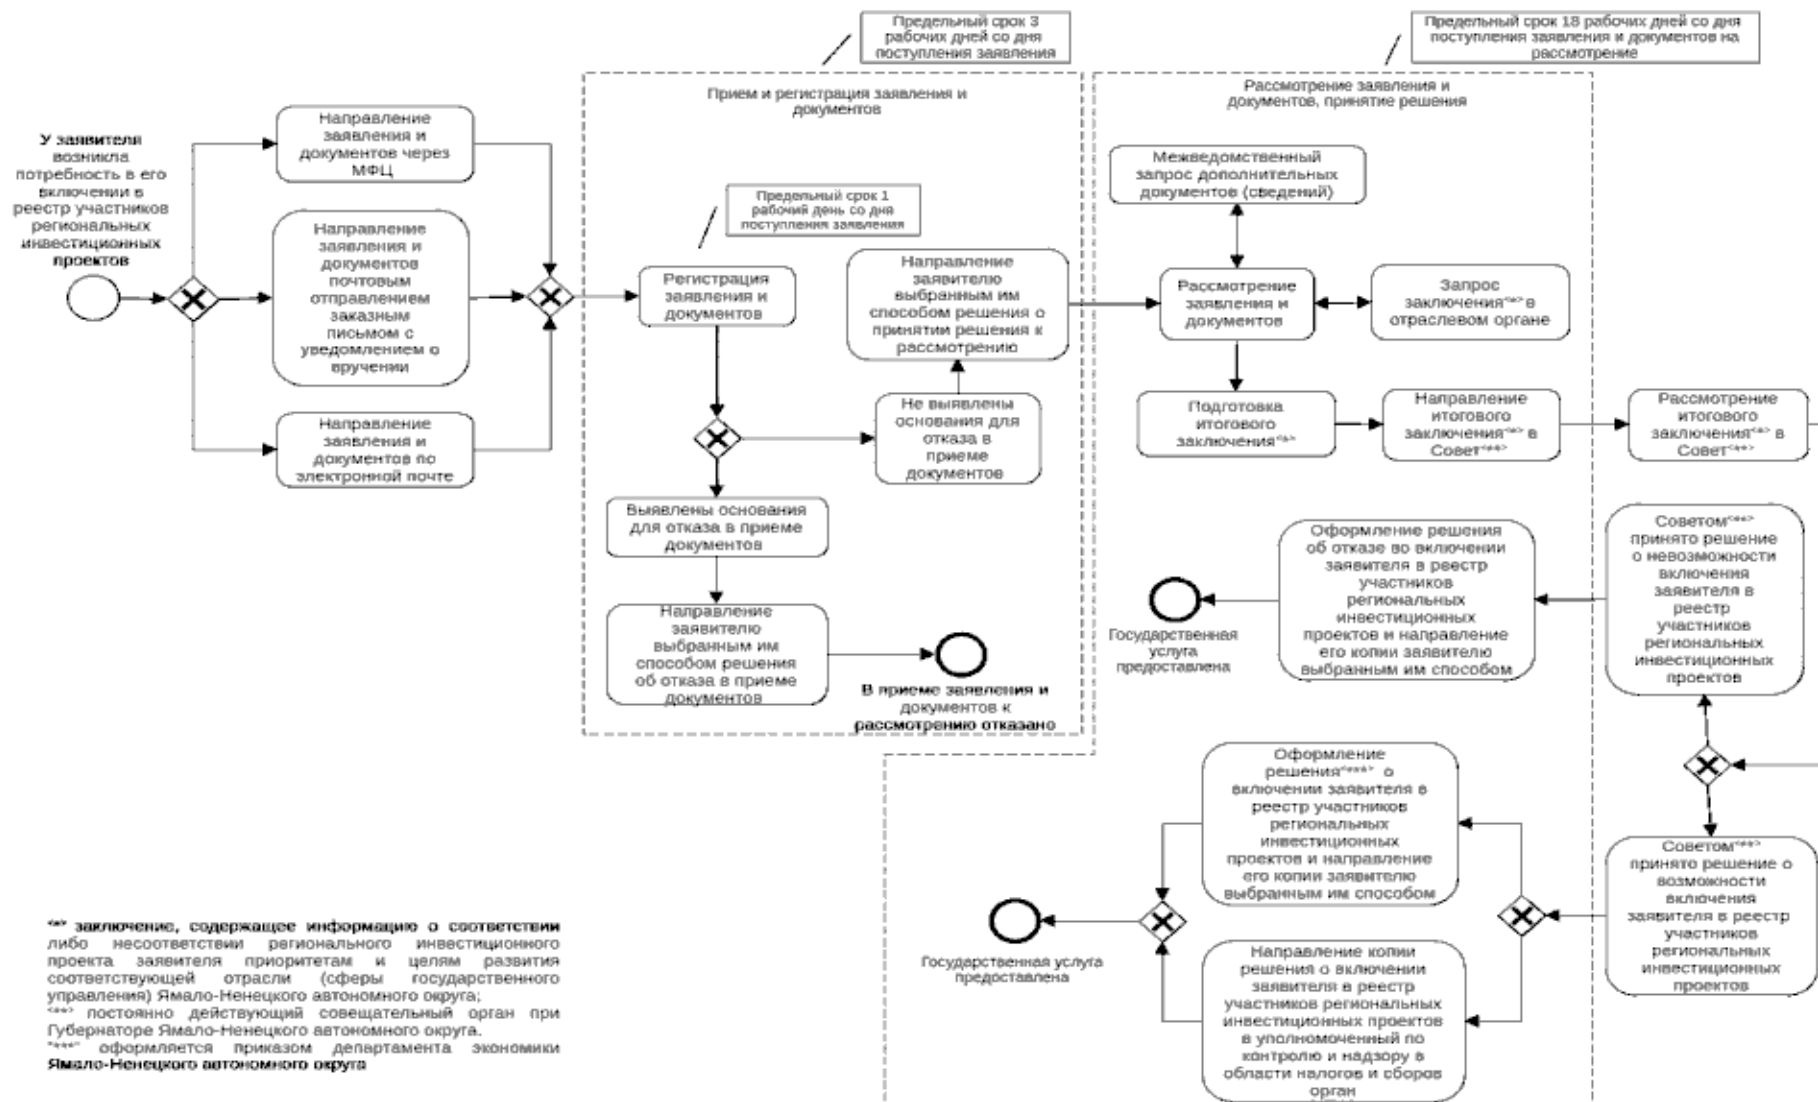 Предельный срок 3
рабочих дней со дня
поступления заявления
Предельный срок 18 рабочих дней со дня
поступления заявления и документов на
рассмотрение
Прием и регистрация заявления и
документов
Рассмотрение заявления и
документов, принятие решения
У заявителя
возникла
потребность в его
включении в
реестр участников
региональных
инвестиционных
проектов
Направление
заявления и
документов через
МФЦ
Направление
заявления и
документов
почтовым
отправлением
заказным
письмом с
уведомлением о
вручении
Направление
заявления и
документов по
электронной почте
Предельный срок 1
рабочий день со дня
поступления заявления
Регистрация
заявления и
документов
Направление
заявителю
выбранным им
способом решения о
принятии решения к
рассмотрению
Не выявлены
основания для
отказа в
приеме
документов
Выявлены основания
для отказа в приеме
документов
Направление
заявителю
выбранным им
способом решения
об отказе в приеме
документов
В приеме заявления и
документов к
рассмотрению отказано
Межведомственный
запрос дополнительных
документов (сведений)
Рассмотрение
заявления и
документов
Запрос
заключения<*> в
отраслевом органе
Подготовка
итогового
заключения<*>
Направление
итогового
заключения<*> в
Совет<**>
Рассмотрение
итогового
заключения<*> в
Совет<**>
Советом<**>
принято решение
о невозможности
включения
заявителя в
реестр
участников
региональных
инвестиционных
проектов
Оформление решения
об отказе во включении
заявителя в реестр
участников
региональных
инвестиционных
проектов и направление
его копии заявителю
выбранным им способом
Государственная
услуга
предоставлена
Советом<**>
принято решение о
возможности
включения
заявителя в реестр
участников
региональных
инвестиционных
проектов
Оформление
решения<***> о
включении заявителя в
реестр участников
региональных
инвестиционных
проектов и направление
его копии заявителю
выбранным им способом
Направление копии
решения о включении
заявителя в реестр
участников региональных
инвестиционных проектов
в уполномоченный по
контролю и надзору в
области налогов и сборов
орган
Государственная услуга
предоставлена
<*> заключение, содержащее информацию о соответствии
либо несоответствии регионального инвестиционного
проекта заявителя приоритетам и целям развития
соответствующей отрасли (сферы государственного
управления) Ямало-Ненецкого автономного округа;
<**> постоянно действующий совещательный орган при
Губернаторе Ямало-Ненецкого автономного округа.
<***> оформляется приказом департамента экономики
Ямало-Ненецкого автономного округа